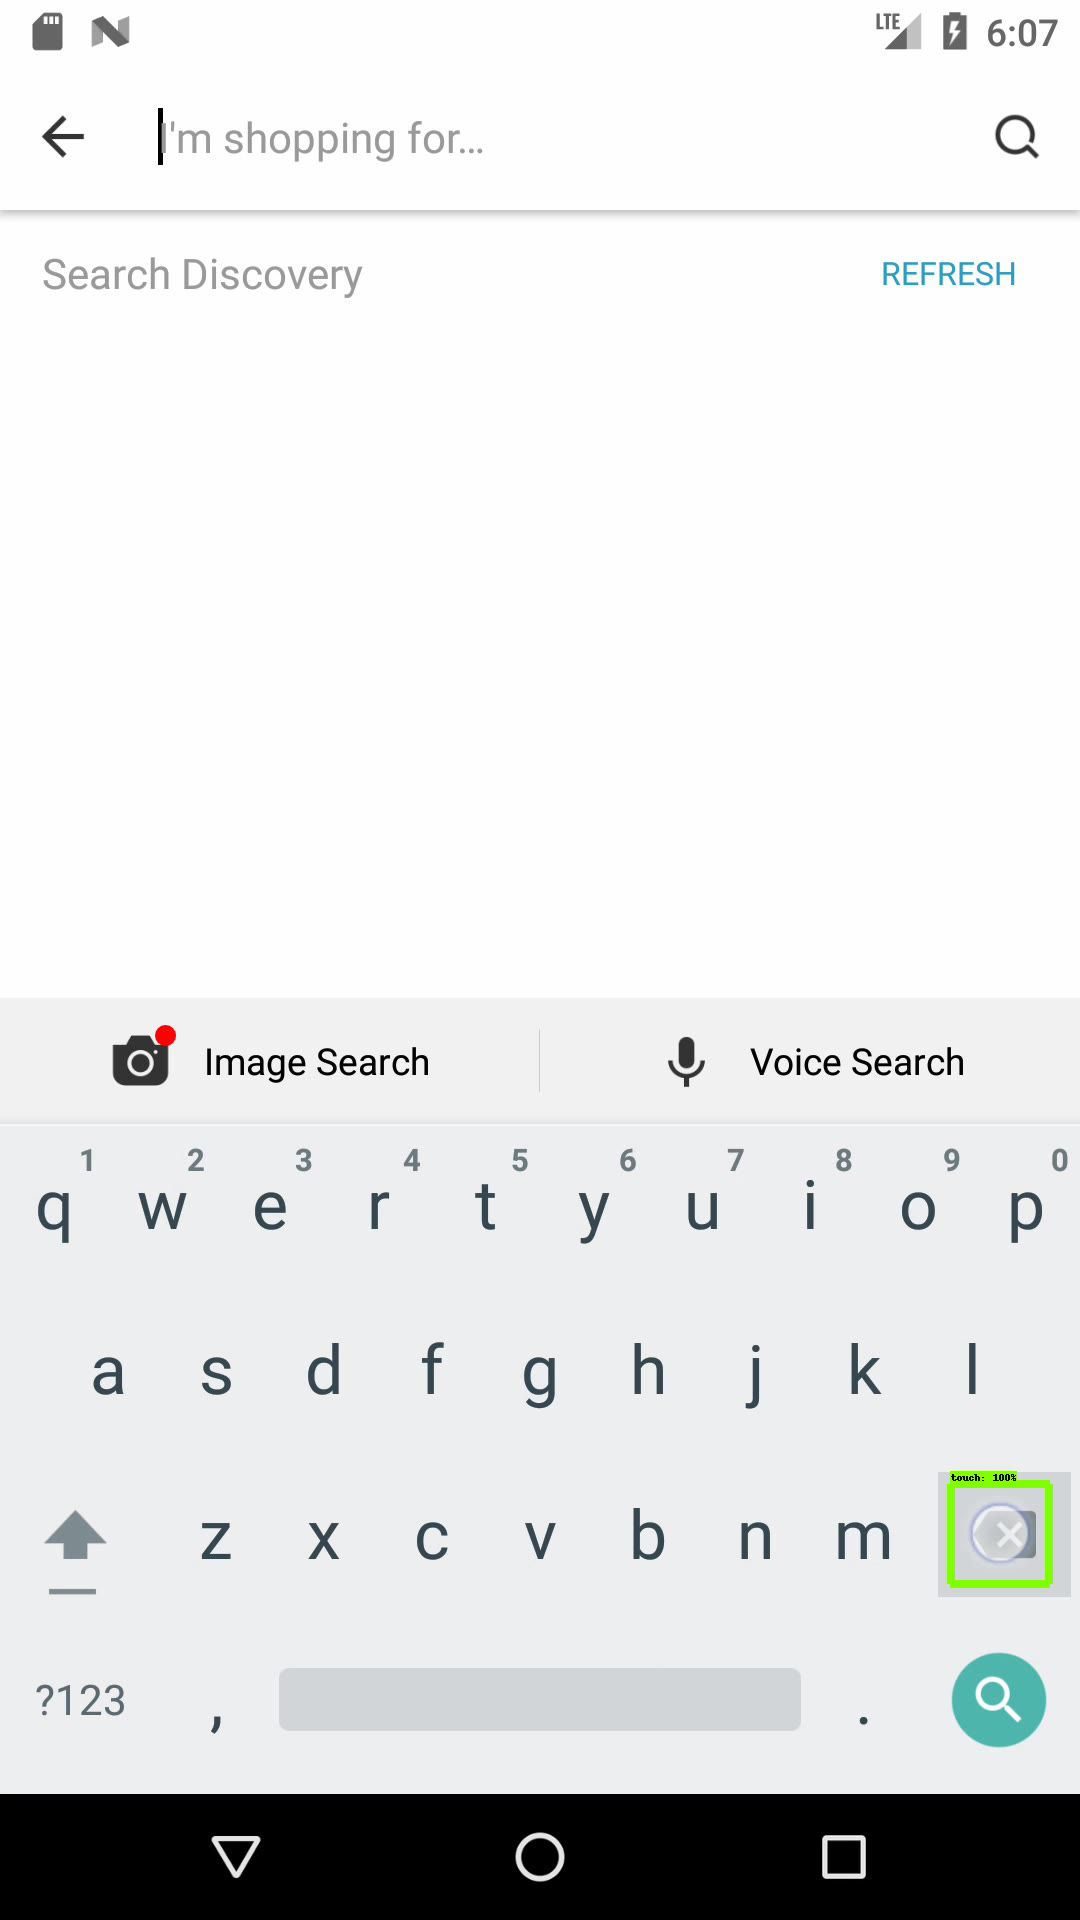 LTE 6:07
I'm shopping for...
Search Discovery REFRESH
Image Search Voice Search
1 2 3 4 5 6 7 8 9 0
q w e r t y u i o p
a s d f g h j k l
touch: 100%
z x c v b n m
?123 , .